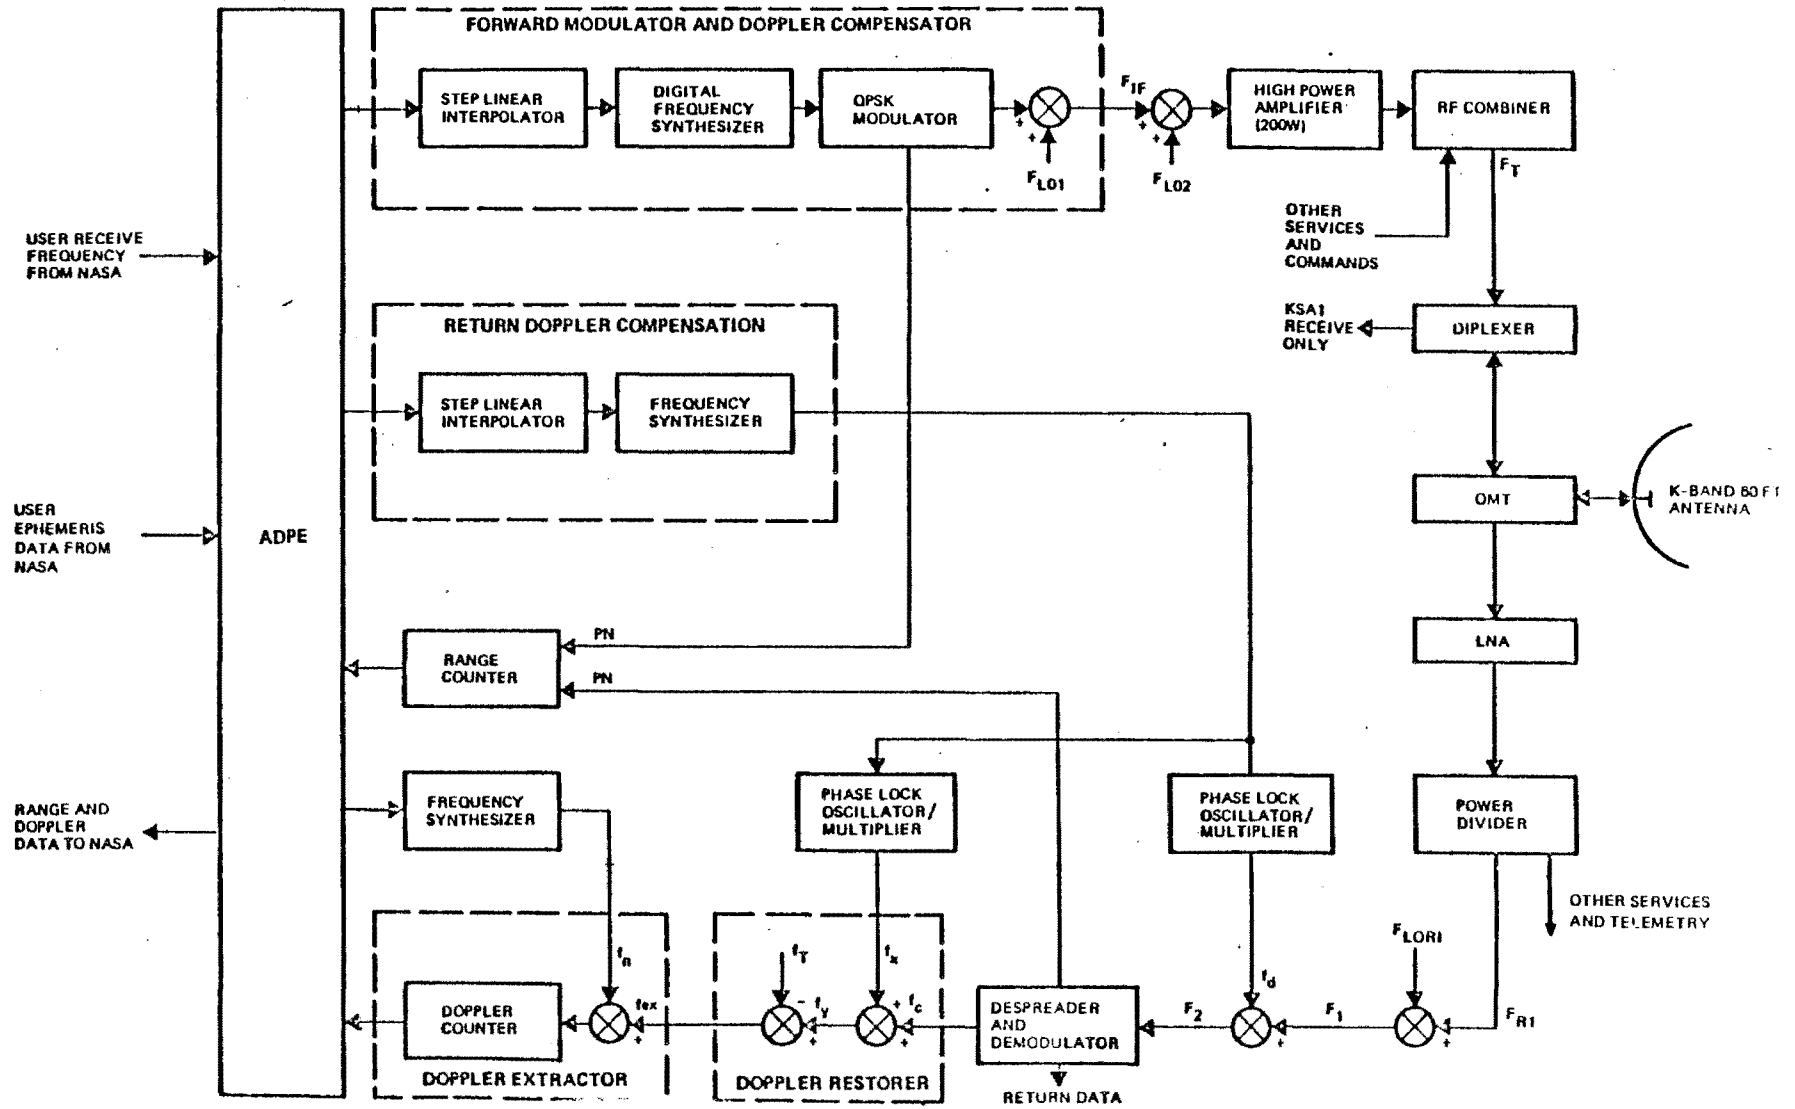 FORWARD MODULATOR AND DOPPLER COMPENSATOR
STEP LINEAR
INTERPOLATOR
DIGITAL
FREQUENCY
SYNTHESIZER
QPSK
MODULATOR
+
+
FLO1
FIF
+
+
FLO2
HIGH POWER
AMPLIFIER
(200W)
RF COMBINER
FT
OTHER
SERVICES
AND
COMMANDS
USER RECEIVE
FREQUENCY
FROM NASA
KSA1
RECEIVE
ONLY
DIPLEXER
RETURN DOPPLER COMPENSATION
STEP LINEAR
INTERPOLATOR
FREQUENCY
SYNTHESIZER
OMT
K-BAND 60 FT
ANTENNA
USER
EPHEMERIS
DATA FROM
NASA
ADPE
LNA
RANGE
COUNTER
PN
PN
RANGE AND
DOPPLER
DATA TO NASA
FREQUENCY
SYNTHESIZER
PHASE LOCK
OSCILLATOR/
MULTIPLIER
PHASE LOCK
OSCILLATOR/
MULTIPLIER
POWER
DIVIDER
OTHER SERVICES
AND TELEMETRY
DOPPLER
COUNTER
fn
fex
+
DOPPLER EXTRACTOR
fT
-
fy
+
fx
+
fc
+
DOPPLER RESTORER
DESPREADER
AND
DEMODULATOR
RETURN DATA
F2
fd
+
F1
FLORI
+
FR1